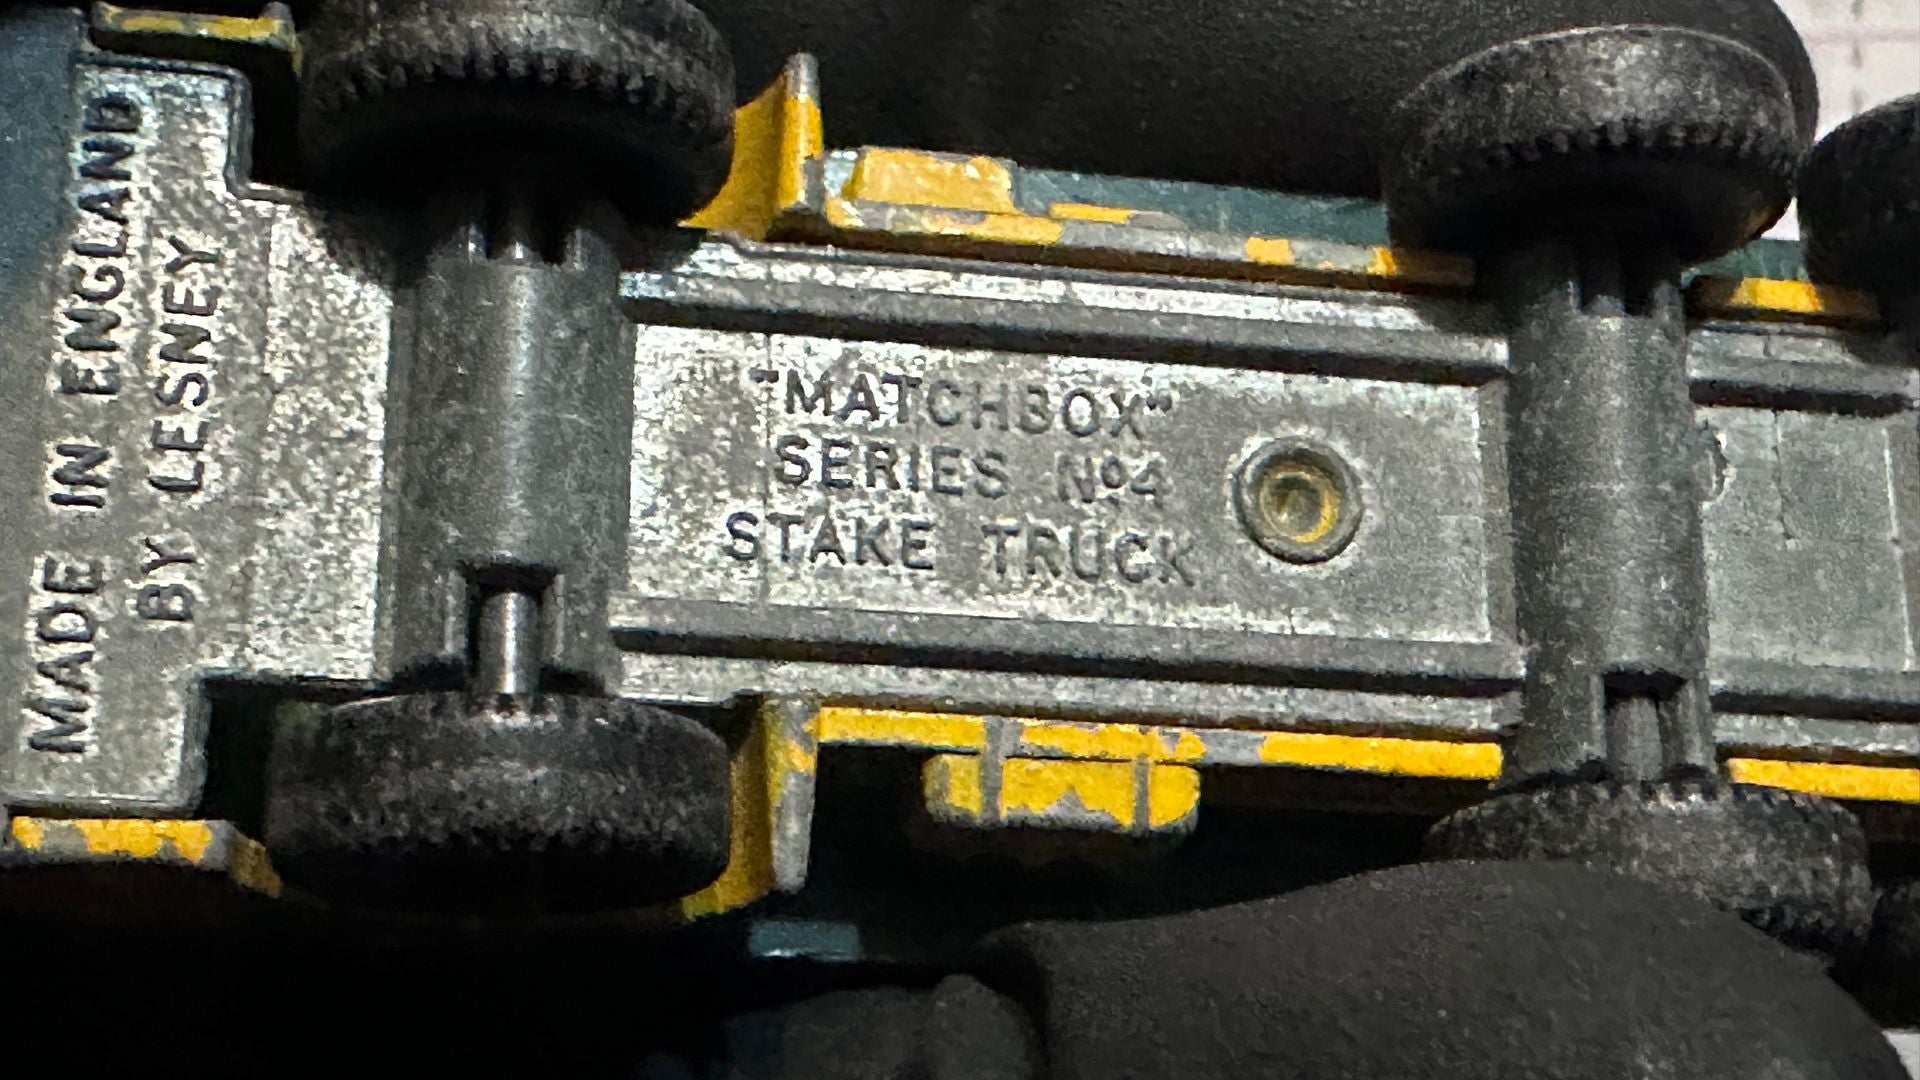 MADE IN ENGLAND
BY LESNEY
"MATCHBOX"
SERIES Nº4
STAKE TRUCK